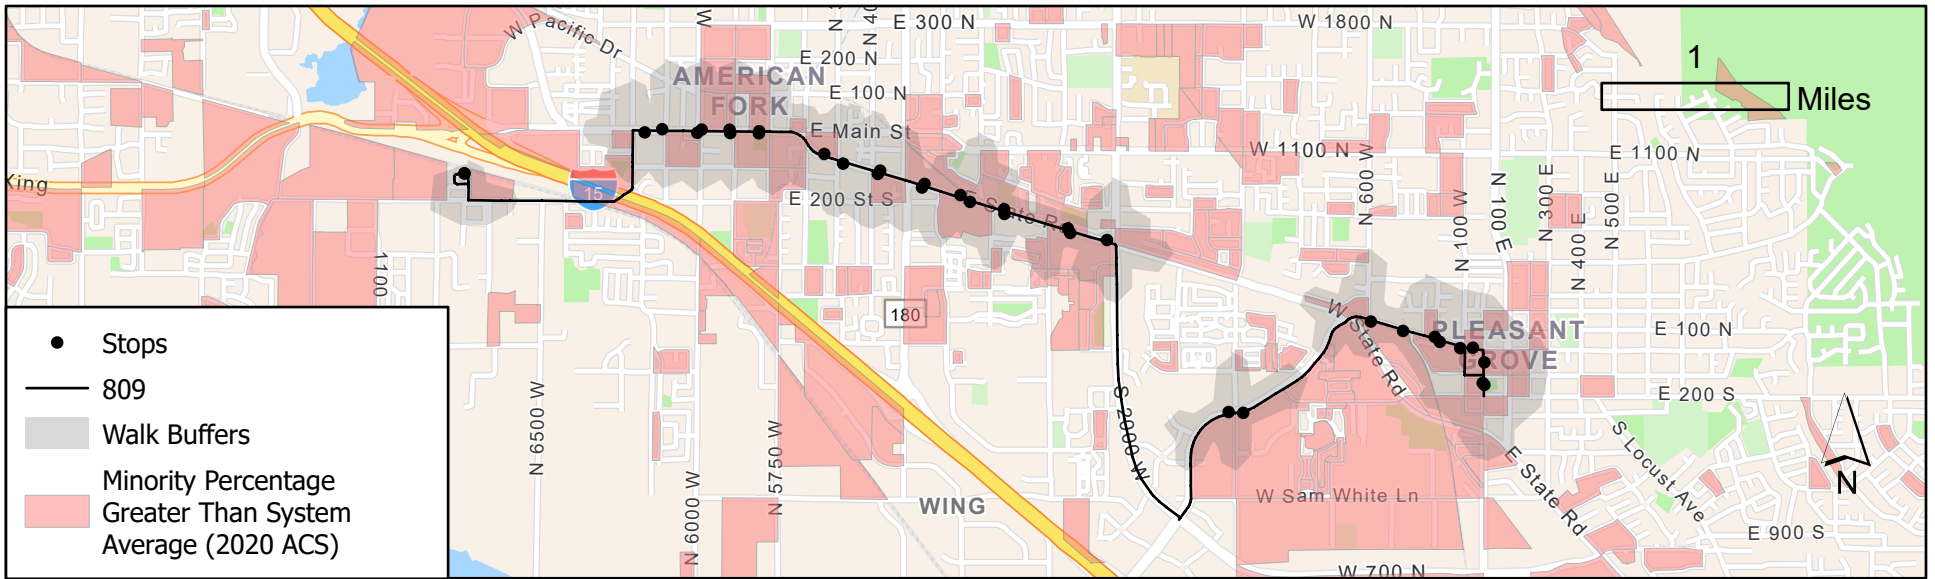 W Pacific Dr
W
N S
N 40
E 300 N
W 1800 N
E 200 N
AMERICAN
FORK
E 100 N
1
Miles
E Main St
W 1100 N
E 1100 N
King
15
E 200 St S
State R
N 600 W
N 100 W
N 100 E
N 300 E
N 400 E
N 500 E
1100
180
W State Rd
PLEASANT
GROVE
E 100 N
E 200 S
Stops
809
Walk Buffers
Minority Percentage
Greater Than System
Average (2020 ACS)
N 6500 W
N 6000 W
N 5750 W
S 2000 W
WING
W Sam White Ln
E State Rd
S Locust Ave
N
E 900 S
W 700 N